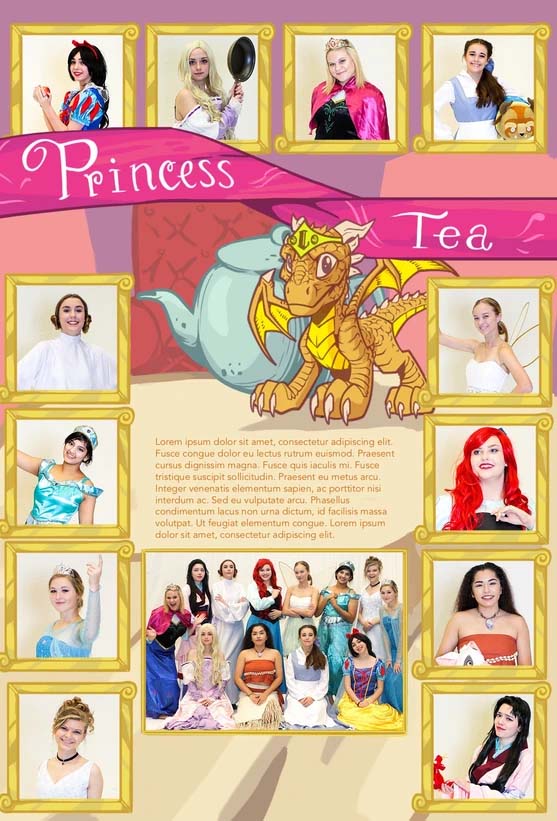 Princess
Tea
L
Lorem ipsum dolor sit amet, consectetur adipiscing elit.
Fusce congue dolor eu lectus rutrum euismod. Praesent
cursus dignissim magna. Fusce quis iaculis mi. Fusce
tristique suscipit sollicitudin. Praesent eu metus arcu.
Integer venenatis elementum sapien, ac porttitor nisi
interdum ac. Sed eu vulputate arcu. Phasellus
condimentum lacus non urna dictum, id facilisis massa
volutpat. Ut feugiat elementum congue. Lorem ipsum
dolor sit amet, consectetur adipiscing elit.